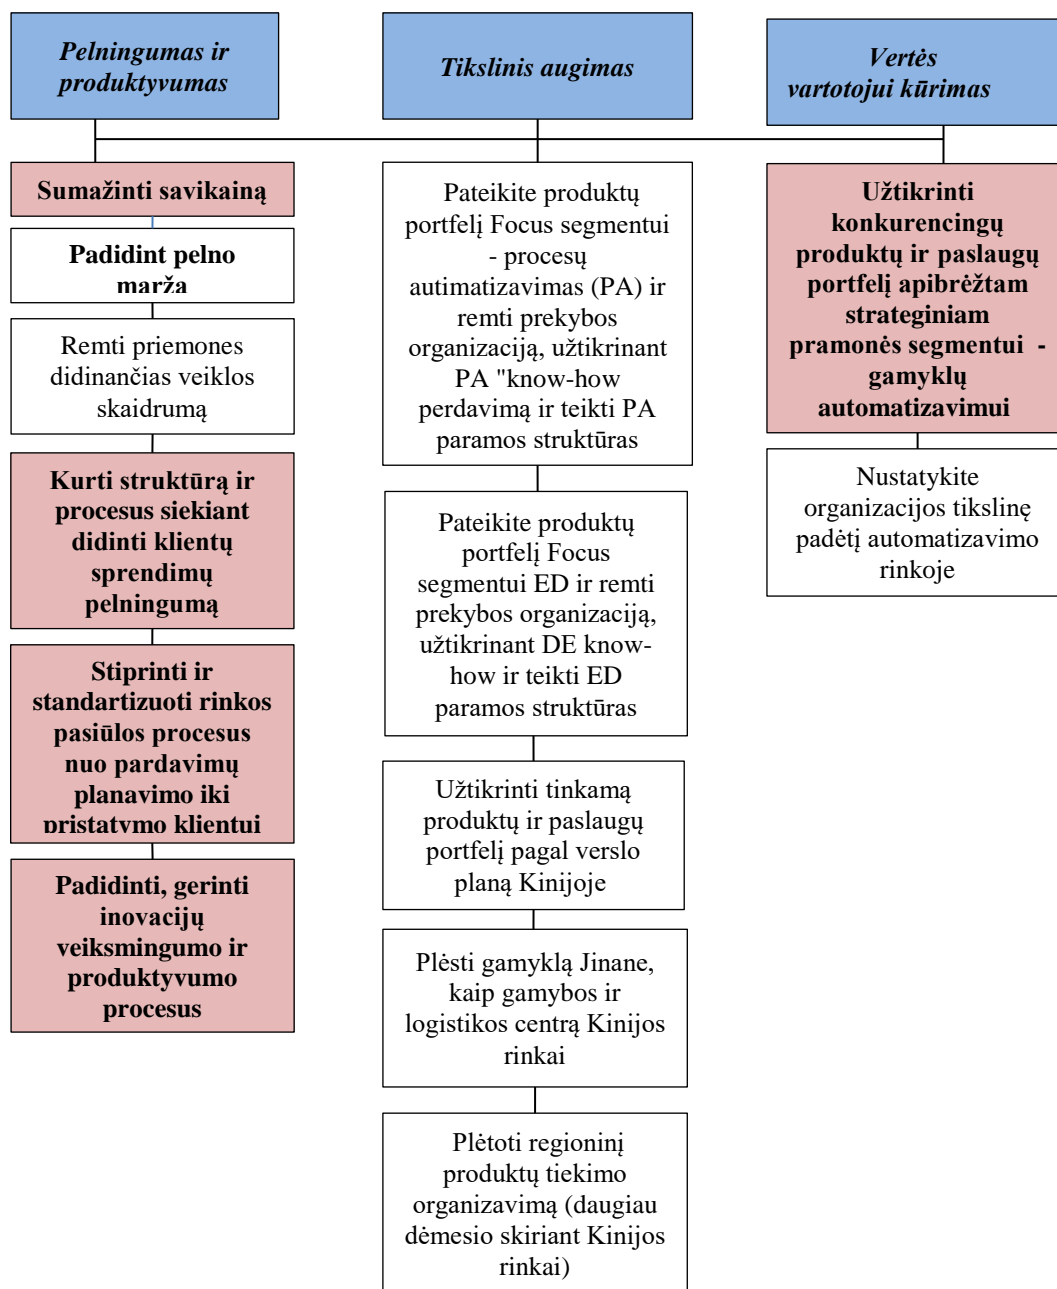 Pelningumas ir
produktyvumas
Tikslinis augimas
Vertės
vartotojui kūrimas
Sumažinti savikainą
Padidint pelno
maržą
Remti priemones
didinančias veiklos
skaidrumą
Kurti struktūrą ir
procesus siekiant
didinti klientų
sprendimų
pelningumą
Stiprinti ir
standartizuoti rinkos
pasiūlos procesus
nuo pardavimų
planavimo iki
pristatymo klientui
Padidinti, gerinti
inovacijų
veiksmingumo ir
produktyvumo
procesus
Pateikite produktų
portfelį Focus
segmentui
- procesų
autimatizavimas (PA) ir
remti prekybos
organizaciją, užtikrinant
PA "know-how
perdavimą ir teikti PA
paramos struktūras
Pateikite produktų
portfelį Focus
segmentui ED ir remti
prekybos organizaciją,
užtikrinant DE know-
how ir teikti ED
paramos struktūras
Užtikrinti tinkamą
produktų ir paslaugų
portfelį pagal verslo
planą Kinijoje
Plėsti gamyklą Jinane,
kaip gamybos ir
logistikos centrą Kinijos
rinkai
Plėtoti regioninį
produktų tiekimo
organizavimą (daugiau
dėmesio skiriant Kinijos
rinkai)
Užtikrinti
konkurencingų
produktų ir paslaugų
portfelį apibrėžtam
strateginiam
pramonės segmentui -
gamyklų
automatizavimui
Nustatykite
organizacijos tikslinę
padėtį automatizavimo
rinkoje